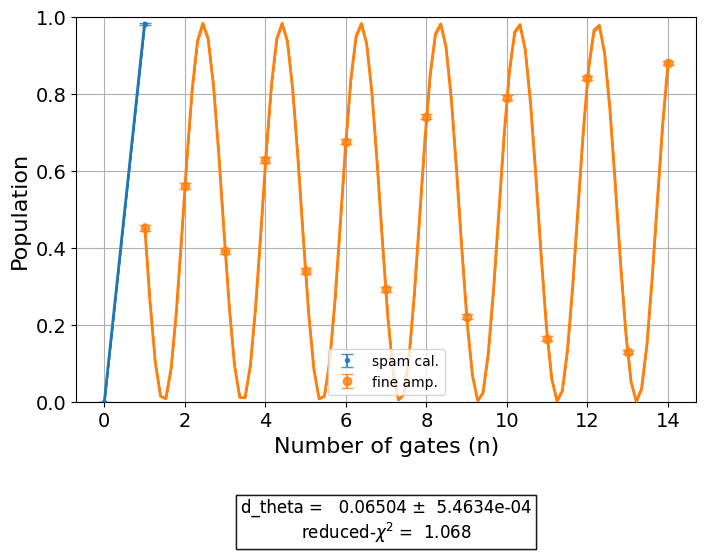 1.0
0.8
0.6
0.4
0.2
0.0
Population
spam cal.
fine amp.
0 2 4 6 8 10 12 14
Number of gates (n)
d_theta = 0.06504 ± 5.4634e-04
reduced-χ² = 1.068